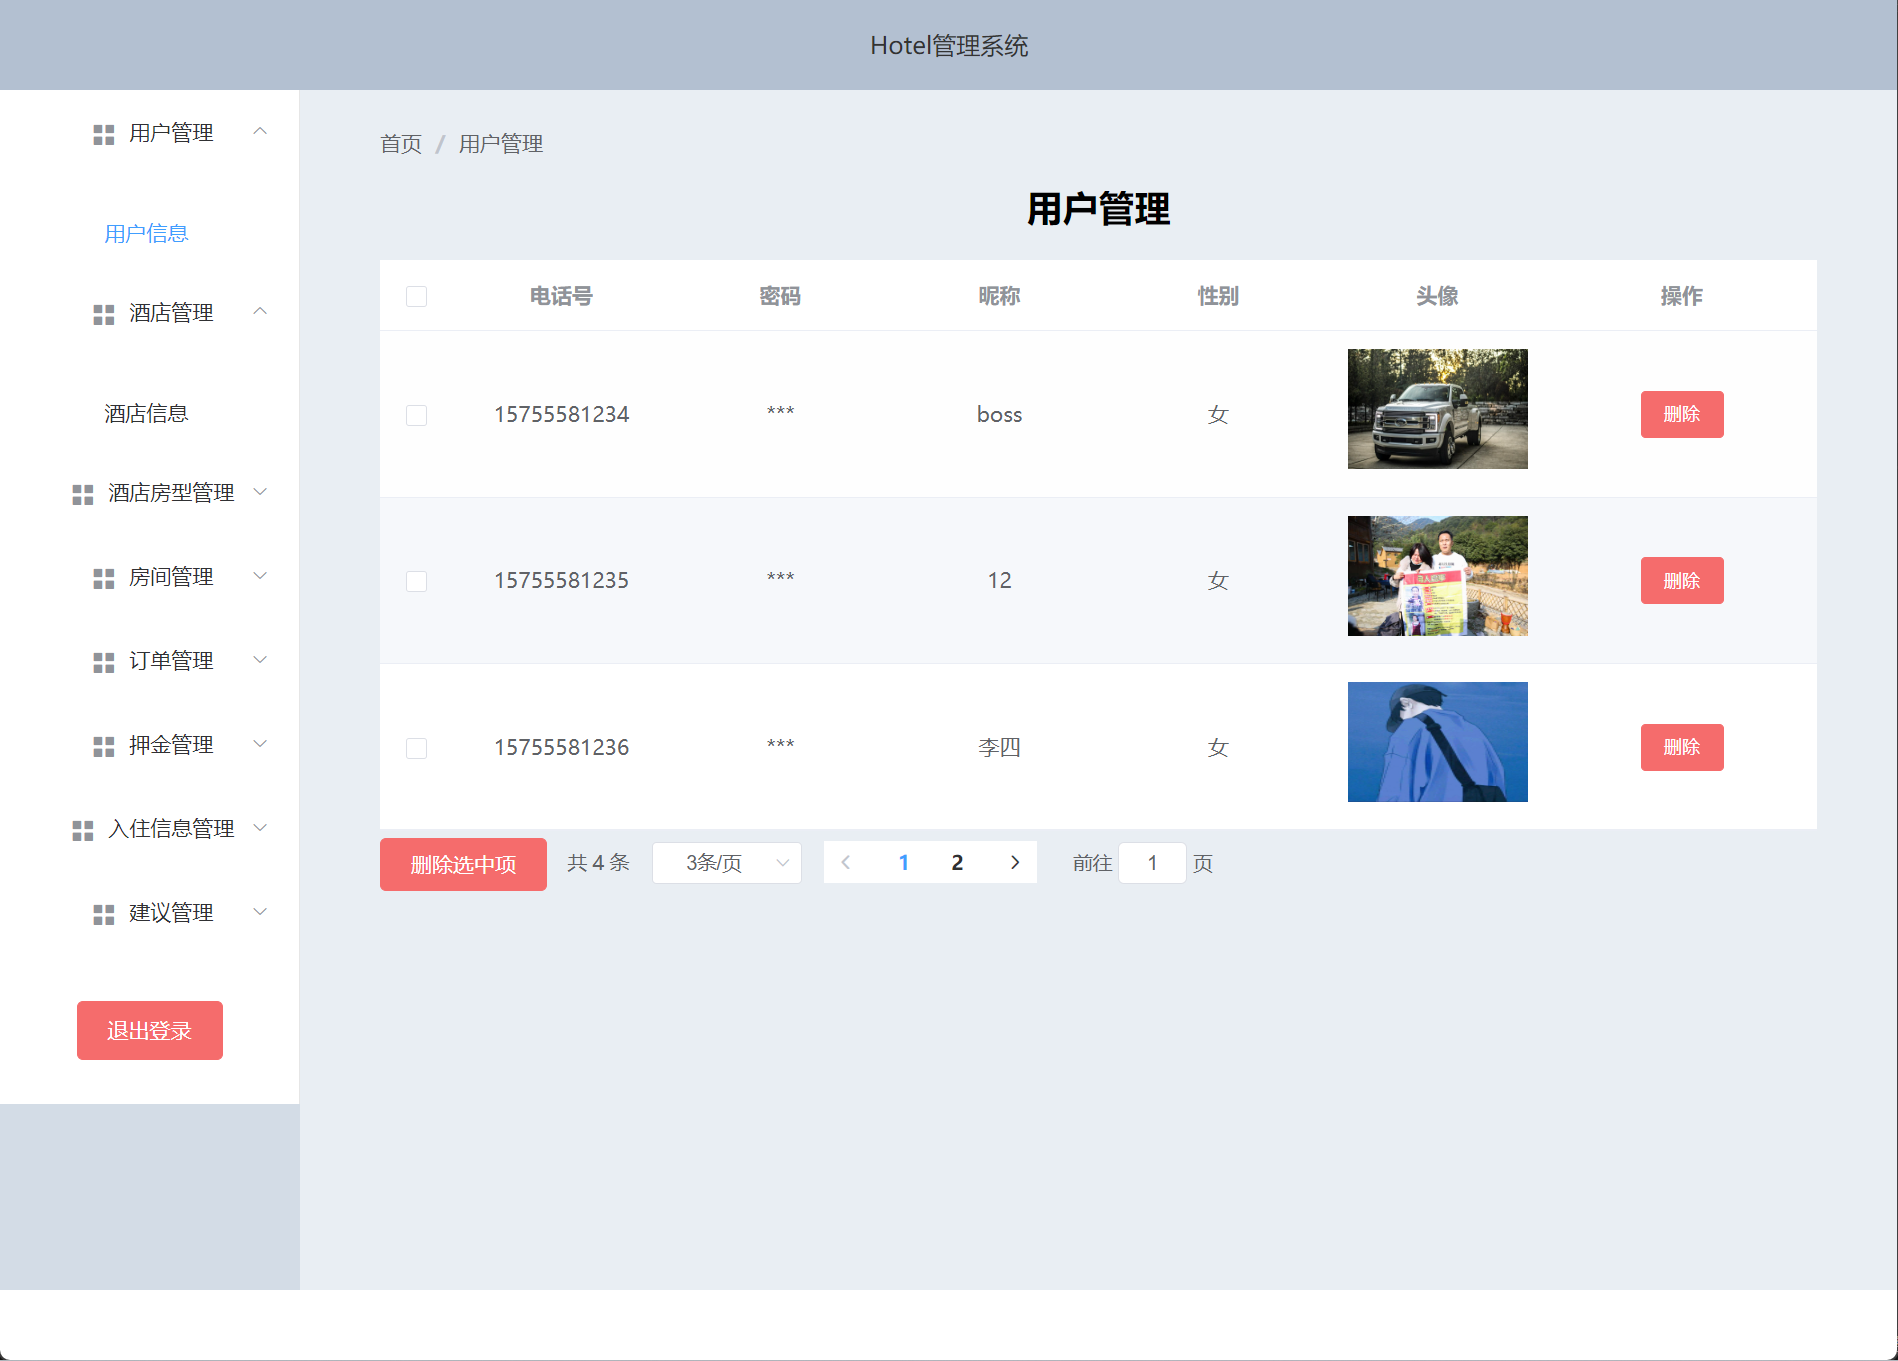 Hotel管理系统
用户管理
用户信息
酒店管理
酒店信息
酒店房型管理
房间管理
订单管理
押金管理
入住信息管理
建议管理
退出登录
首页 / 用户管理
用户管理
电话号 密码 昵称 性别 头像 操作
15755581234 *** boss 女 删除
15755581235 *** 12 女 删除
15755581236 *** 李四 女 删除
删除选中项 共 4 条 3条/页 1 2 前往 1 页